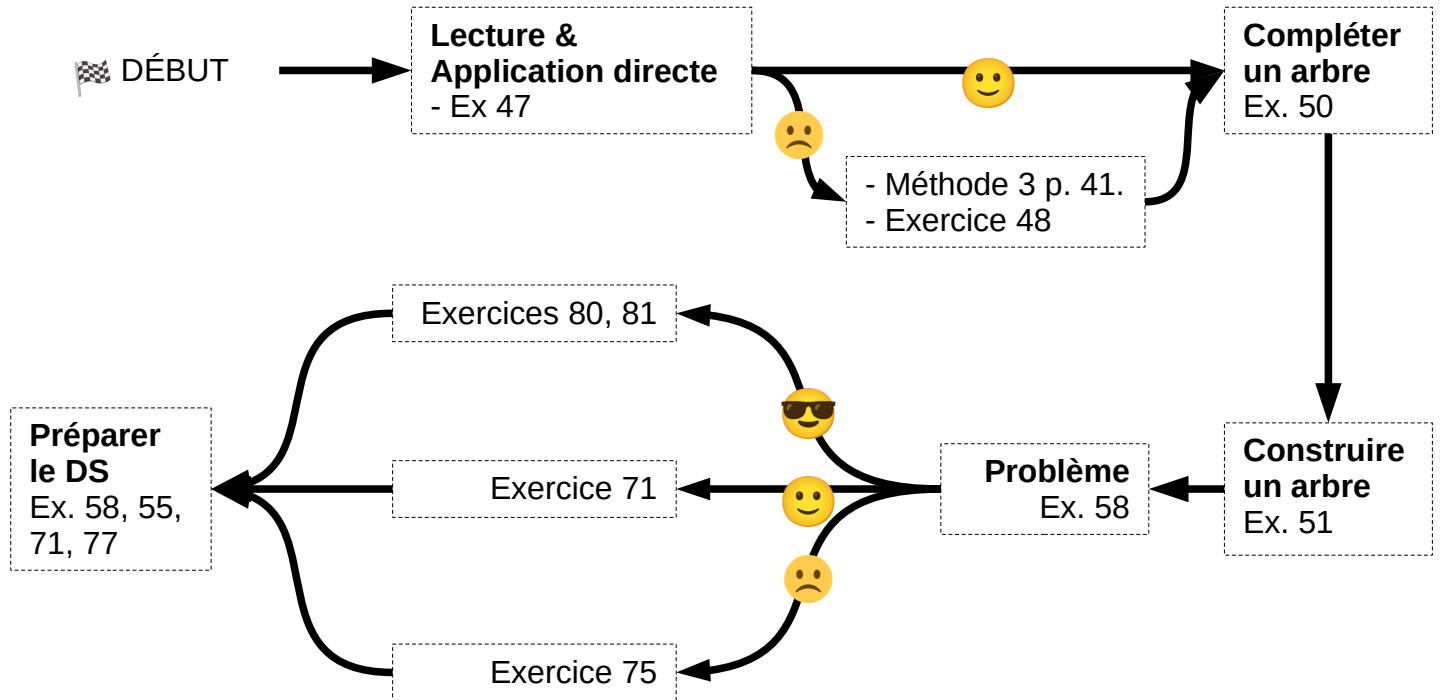 DÉBUT
Lecture &
Application directe
- Ex 47
Compléter
un arbre
Ex. 50
- Méthode 3 p. 41.
- Exercice 48
Construire
un arbre
Ex. 51
Problème
Ex. 58
Exercices 80, 81
Exercice 71
Exercice 75
Préparer
le DS
Ex. 58, 55,
71, 77